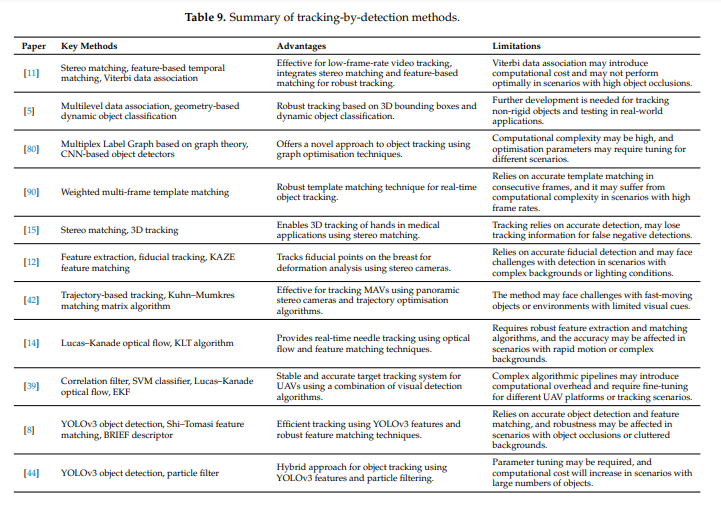 Table 9. Summary of tracking-by-detection methods.
Paper Key Methods Advantages Limitations
[11] Stereo matching, feature-based temporal matching, Viterbi data association
Effective for low-frame-rate video tracking, integrates stereo matching and feature-based matching for robust tracking.
Viterbi data association may introduce computational cost and may not perform optimally in scenarios with high object occlusions.
[5] Multilevel data association, geometry-based dynamic object classification
Robust tracking based on 3D bounding boxes and dynamic object classification.
Further development is needed for tracking non-rigid objects and testing in real-world applications.
[80] Multiplex Label Graph based on graph theory, CNN-based object detectors
Offers a novel approach to object tracking using graph optimisation techniques.
Computational complexity may be high, and optimisation parameters may require tuning for different scenarios.
[90] Weighted multi-frame template matching
Robust template matching technique for real-time object tracking.
Relies on accurate template matching in consecutive frames, and it may suffer from computational complexity in scenarios with high frame rates.
[15] Stereo matching, 3D tracking
Enables 3D tracking of hands in medical applications using stereo matching.
Tracking relies on accurate detection, may lose tracking information for false negative detections.
[12] Feature extraction, fiducial tracking, KAZE feature matching
Tracks fiducial points on the breast for deformation analysis using stereo cameras.
Relies on accurate fiducial detection and may face challenges with detection in scenarios with complex backgrounds or lighting conditions.
[42] Trajectory-based tracking, Kuhn–Mumkres matching matrix algorithm
Effective for tracking MAVs using panoramic stereo cameras and trajectory optimisation algorithms.
The method may face challenges with fast-moving objects or environments with limited visual cues.
[14] Lucas–Kanade optical flow, KLT algorithm
Provides real-time needle tracking using optical flow and feature matching techniques.
Requires robust feature extraction and matching algorithms, and the accuracy may be affected in scenarios with rapid motion or complex backgrounds.
[39] Correlation filter, SVM classifier, Lucas–Kanade optical flow, EKF
Stable and accurate target tracking system for UAVs using a combination of visual detection algorithms.
Complex algorithmic pipelines may introduce computational overhead and require fine-tuning for different UAV platforms or tracking scenarios.
[8] YOLOv3 object detection, Shi–Tomasi feature matching, BRIEF descriptor
Efficient tracking using YOLOv3 features and robust feature matching techniques.
Relies on accurate object detection and feature matching, and robustness may be affected in scenarios with object occlusions or cluttered backgrounds.
[44] YOLOv3 object detection, particle filter
Hybrid approach for object tracking using YOLOv3 features and particle filtering.
Parameter tuning may be required, and computational cost will increase in scenarios with large numbers of objects.